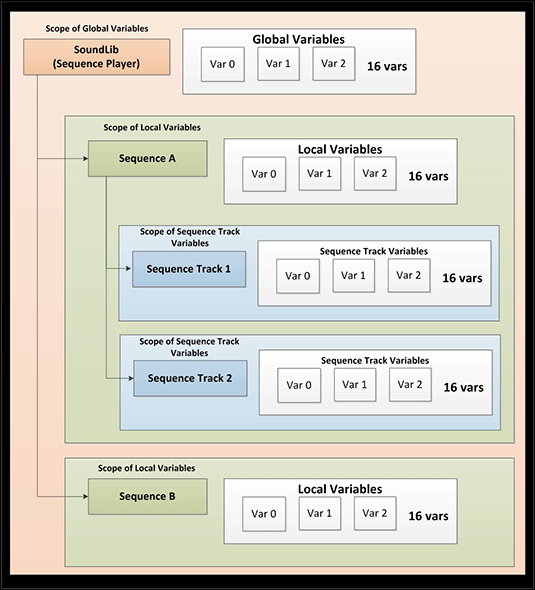 Scope of Global Variables
SoundLib
(Sequence Player)
Global Variables
Var 0
Var 1
Var 2
16 vars
Scope of Local Variables
Sequence A
Local Variables
Var 0
Var 1
Var 2
16 vars
Scope of Sequence Track
Variables
Sequence Track 1
Sequence Track Variables
Var 0
Var 1
Var 2
16 vars
Scope of Sequence Track
Variables
Sequence Track 2
Sequence Track Variables
Var 0
Var 1
Var 2
16 vars
Scope of Local Variables
Sequence B
Local Variables
Var 0
Var 1
Var 2
16 vars